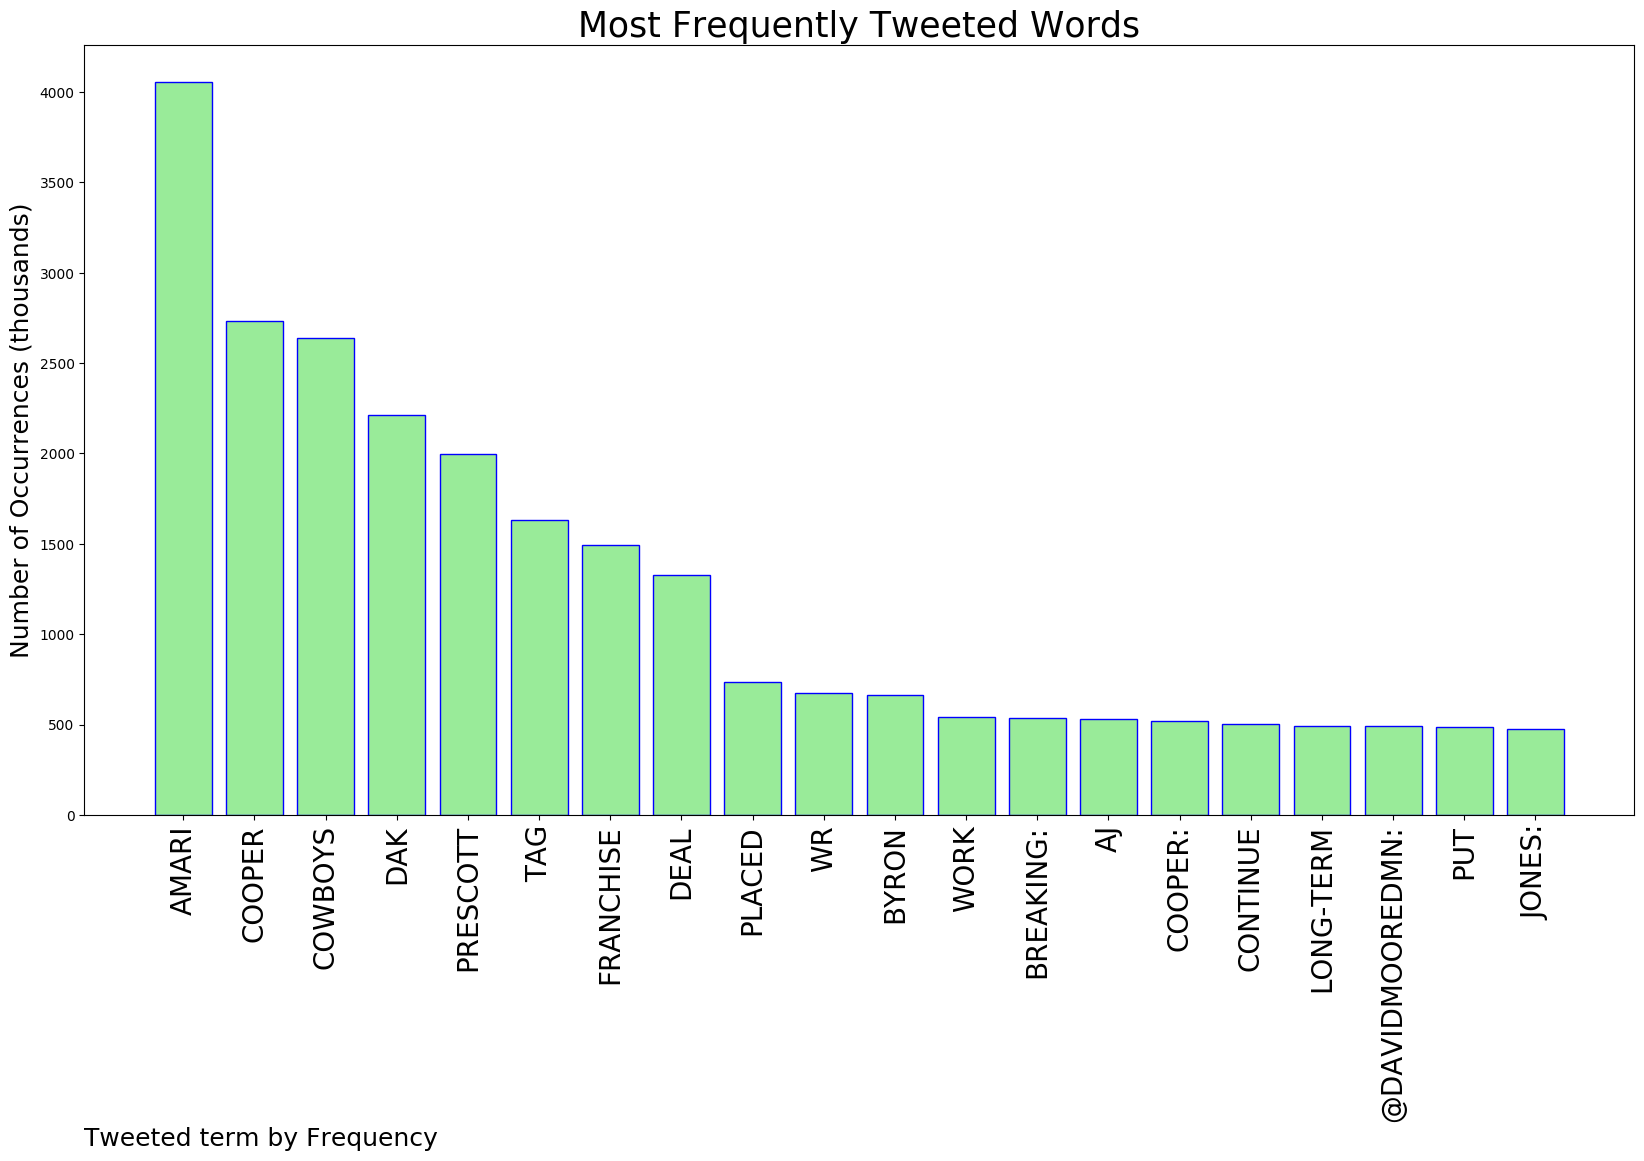 Most Frequently Tweeted Words
Number of Occurrences (thousands)
4000
3500
3000
2500
2000
1500
1000
500
0
AMARI
COOPER
COWBOYS
DAK
PRESCOTT
TAG
FRANCHISE
DEAL
PLACED
WR
BYRON
WORK
BREAKING:
AJ
COOPER:
CONTINUE
LONG-TERM
@DAVIDMOOREDMN:
PUT
JONES:
Tweeted term by Frequency